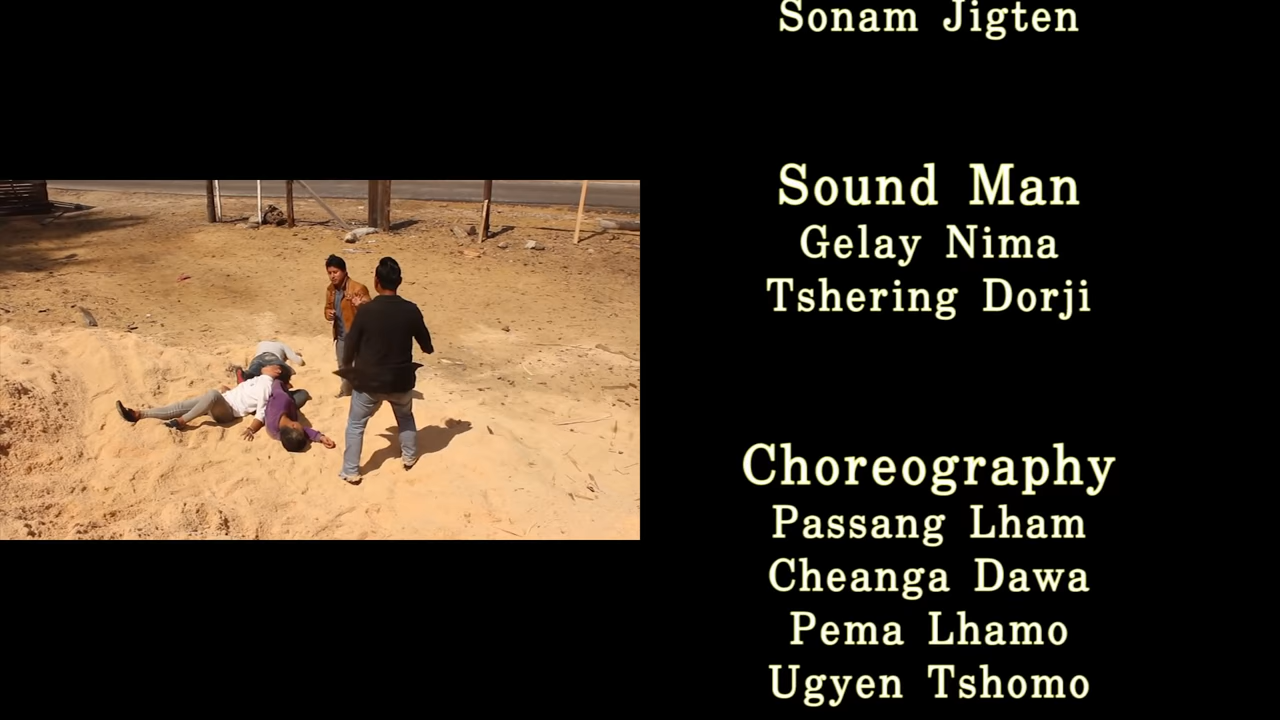 Sonam Jigten
Sound Man
Gelay Nima
Tshering Dorji
Choreography
Passang Lham
Cheanga Dawa
Pema Lhamo
Ugyen Tshomo